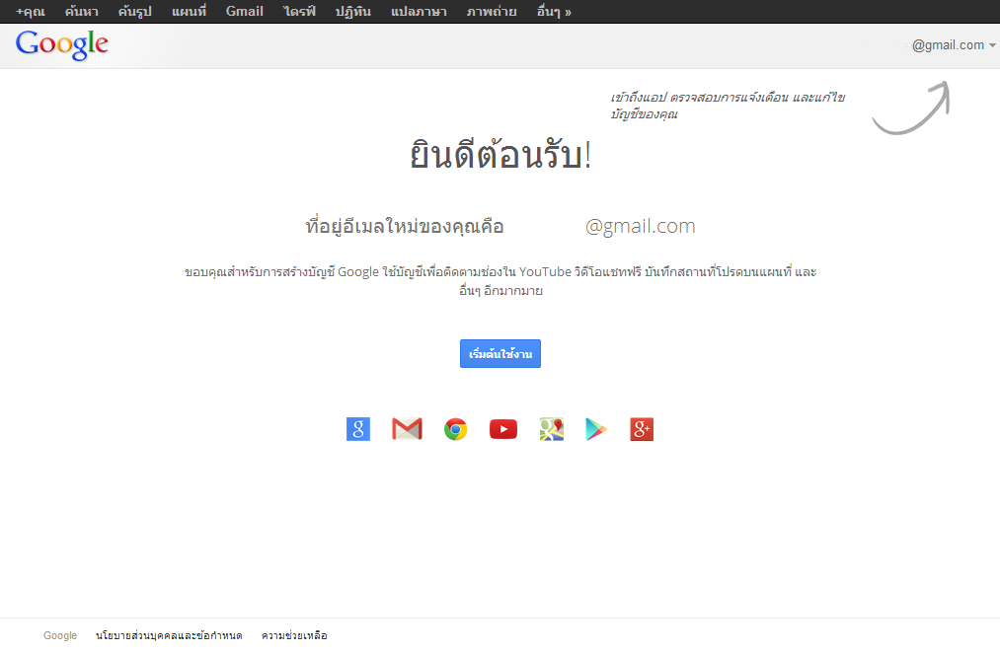 +คุณ ค้นหา ค้นรูป แผนที่ Gmail ไดรฟ์ ปฏิทิน แปลภาษา ภาพถ่าย อื่นๆ »
Google
@gmail.com
เข้าถึงแอป ตรวจสอบการแจ้งเตือน และแก้ไข
บัญชีของคุณ
ยินดีต้อนรับ!
ที่อยู่อีเมลใหม่ของคุณคือ @gmail.com
ขอบคุณสำหรับการสร้างบัญชี Google ใช้บัญชีเพื่อติดตามช่องใน YouTube วิดีโอแชทฟรี บันทึกสถานที่โปรดบนแผนที่ และ
อื่นๆ อีกมากมาย
เริ่มต้นใช้งาน
Google นโยบายส่วนบุคคลและข้อกำหนด ความช่วยเหลือ